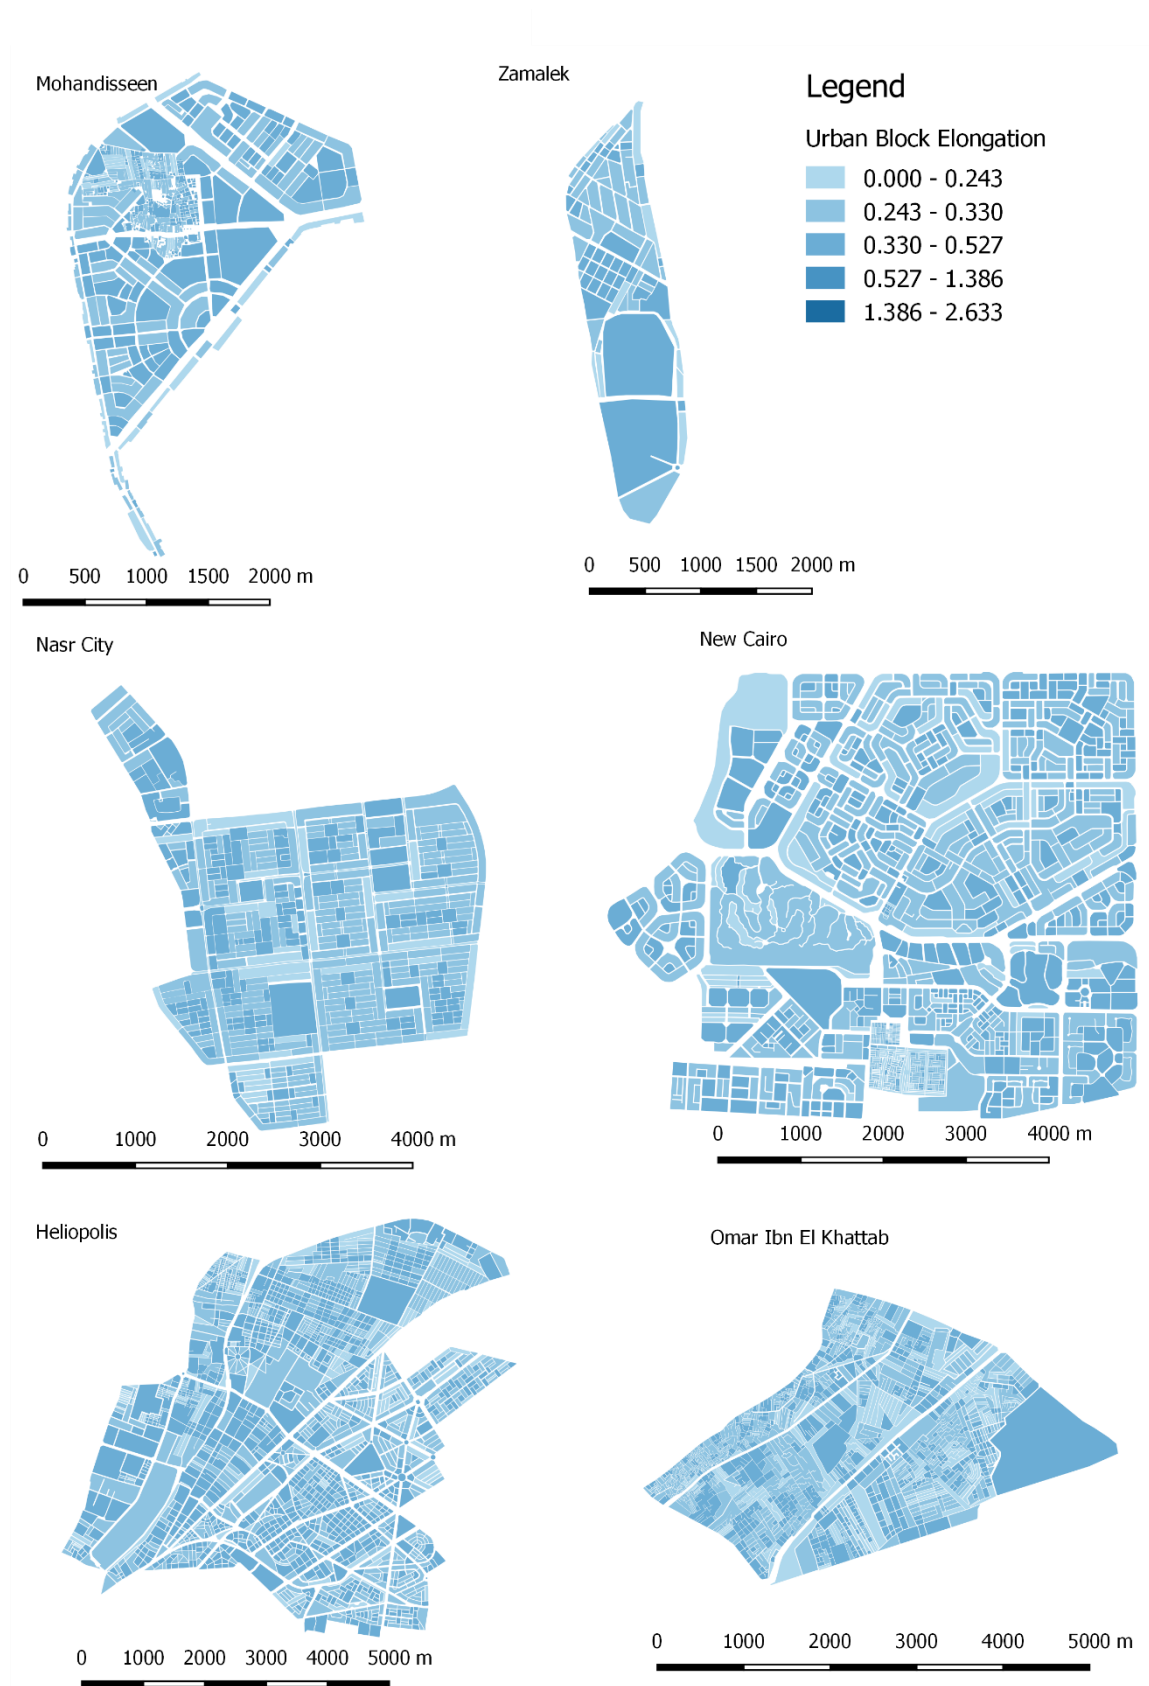 Mohandisseen
Zamalek
Legend
Urban Block Elongation
0.000 - 0.243
0.243 - 0.330
0.330 - 0.527
0.527 - 1.386
1.386 - 2.633
0 500 1000 1500 2000 m
0 500 1000 1500 2000 m
Nasr City
New Cairo
0 1000 2000 3000 4000 m
0 1000 2000 3000 4000 m
Heliopolis
Omar Ibn El Khattab
0 1000 2000 3000 4000 5000 m
0 1000 2000 3000 4000 5000 m